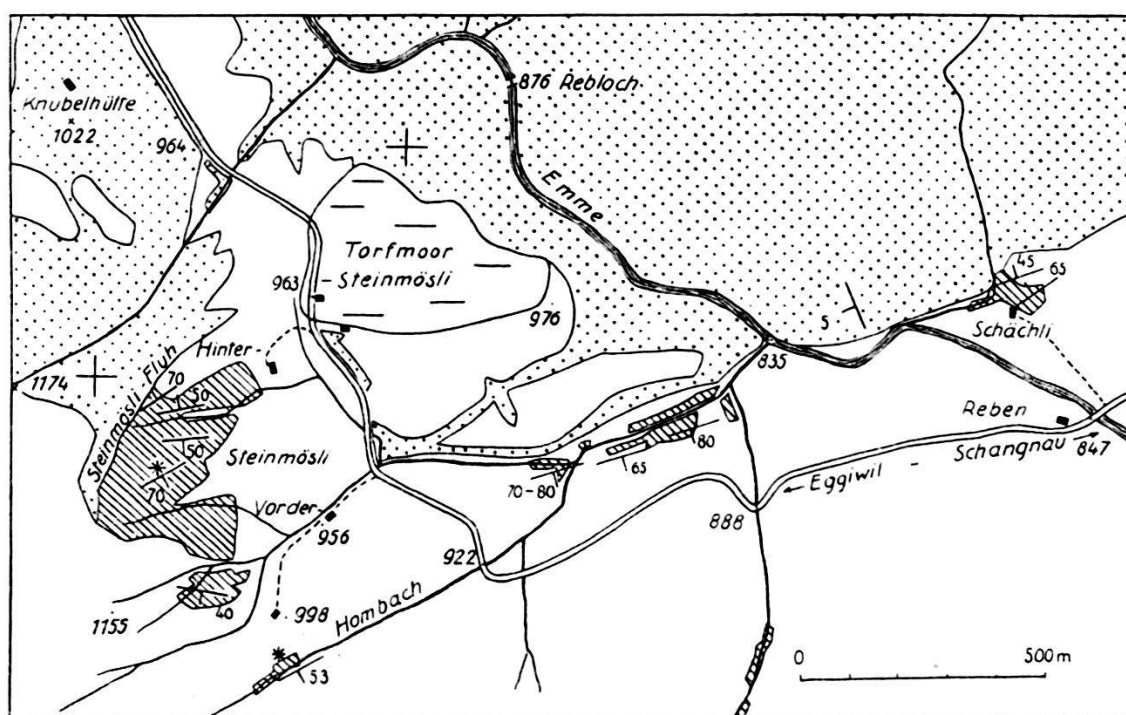 876 Rebloch
Knubelhütte
1022
964
Emme
Torfmoor
Steinmösli
963
976
45
65
5
Schächli
Hinter
835
1174
Steinmösli Fluh
70
50
50
70
Steinmösli
80
65
70-80
Reben
Schangnau 847
Eggiwil -
Vorder
956
888
922
40
1155
998
Hombach
53
0 500 m